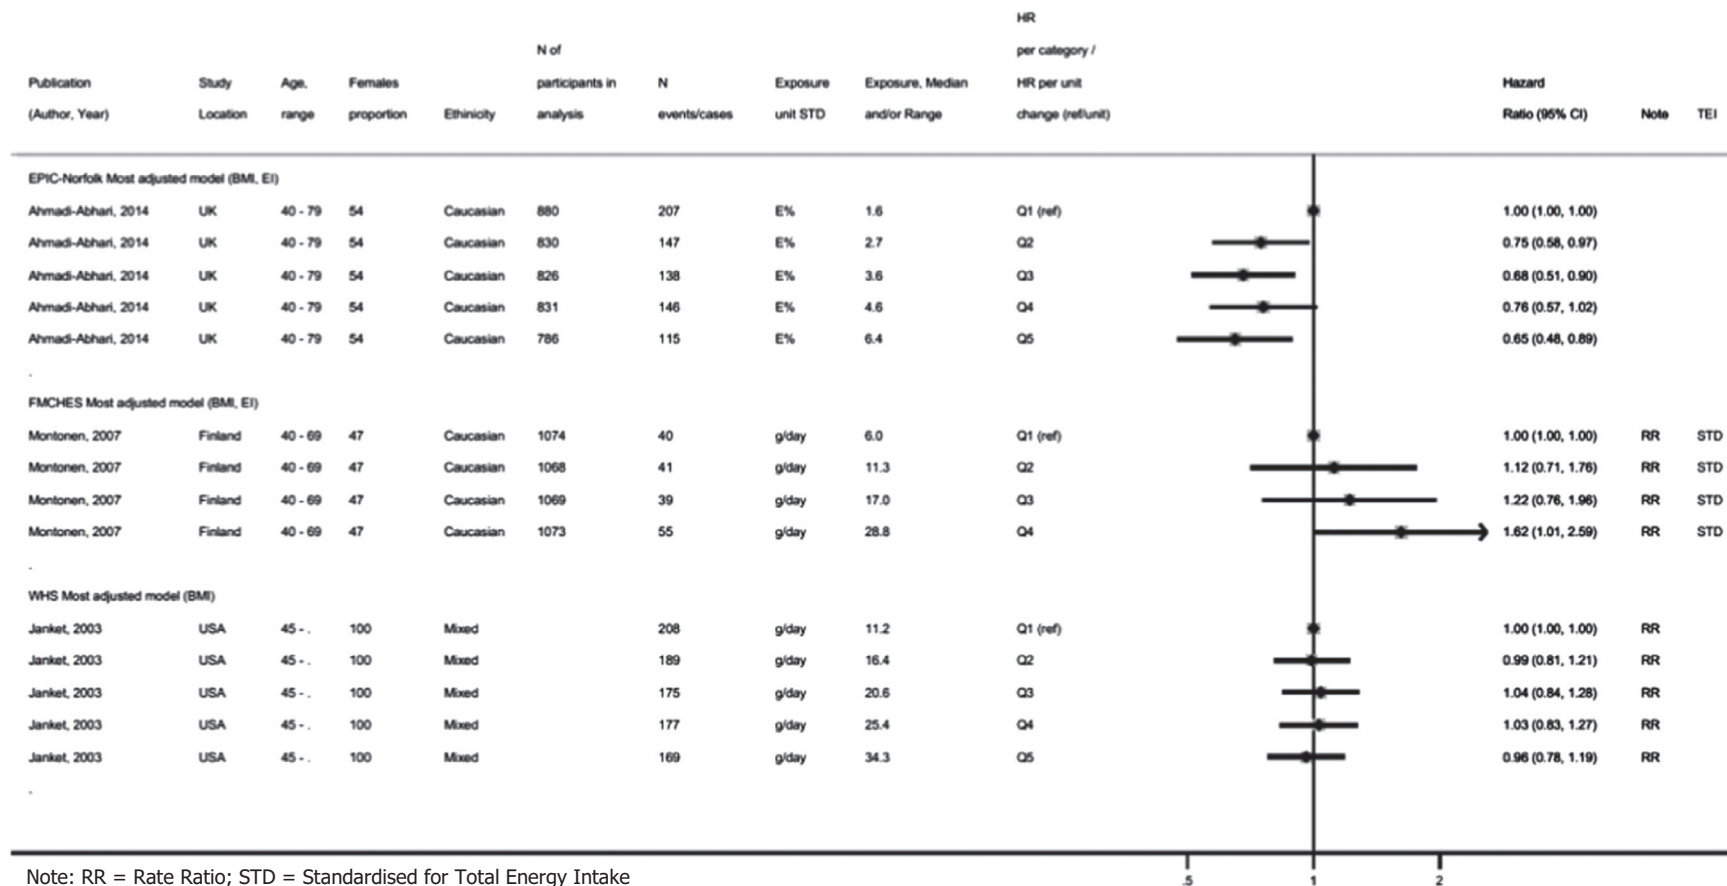 HR
N of per category /
Publication Study Age, Females participants in N Exposure Exposure, Median HR per unit Hazard
(Author, Year) Location range proportion Ethinicity analysis events/cases unit STD and/or Range change (ref/unit) Ratio (95% CI) Note TEI
EPIC-Norfolk Most adjusted model (BMI, EI)
Ahmadi-Abhari, 2014 UK 40 - 79 54 Caucasian 880 207 E% 1.6 Q1 (ref) 1.00 (1.00, 1.00)
Ahmadi-Abhari, 2014 UK 40 - 79 54 Caucasian 830 147 E% 2.7 Q2 0.75 (0.58, 0.97)
Ahmadi-Abhari, 2014 UK 40 - 79 54 Caucasian 826 138 E% 3.6 Q3 0.68 (0.51, 0.90)
Ahmadi-Abhari, 2014 UK 40 - 79 54 Caucasian 831 146 E% 4.6 Q4 0.76 (0.57, 1.02)
Ahmadi-Abhari, 2014 UK 40 - 79 54 Caucasian 786 115 E% 6.4 Q5 0.65 (0.48, 0.89)
.
FMCHES Most adjusted model (BMI, EI)
Montonen, 2007 Finland 40 - 69 47 Caucasian 1074 40 g/day 6.0 Q1 (ref) 1.00 (1.00, 1.00) RR STD
Montonen, 2007 Finland 40 - 69 47 Caucasian 1068 41 g/day 11.3 Q2 1.12 (0.71, 1.76) RR STD
Montonen, 2007 Finland 40 - 69 47 Caucasian 1069 39 g/day 17.0 Q3 1.22 (0.76, 1.96) RR STD
Montonen, 2007 Finland 40 - 69 47 Caucasian 1073 55 g/day 28.8 Q4 1.62 (1.01, 2.59) RR STD
.
WHS Most adjusted model (BMI)
Janket, 2003 USA 45 - . 100 Mixed 208 g/day 11.2 Q1 (ref) 1.00 (1.00, 1.00) RR
Janket, 2003 USA 45 - . 100 Mixed 189 g/day 16.4 Q2 0.99 (0.81, 1.21) RR
Janket, 2003 USA 45 - . 100 Mixed 175 g/day 20.6 Q3 1.04 (0.84, 1.28) RR
Janket, 2003 USA 45 - . 100 Mixed 177 g/day 25.4 Q4 1.03 (0.83, 1.27) RR
Janket, 2003 USA 45 - . 100 Mixed 169 g/day 34.3 Q5 0.96 (0.78, 1.19) RR
.
.5 1 2
Note: RR = Rate Ratio; STD = Standardised for Total Energy Intake